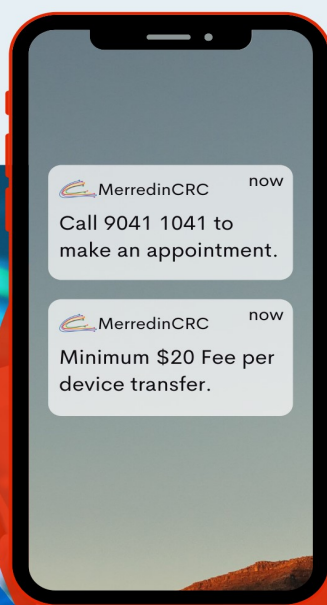 MerredinCRC now
Call 9041 1041 to
make an appointment.
MerredinCRC now
Minimum $20 Fee per
device transfer.